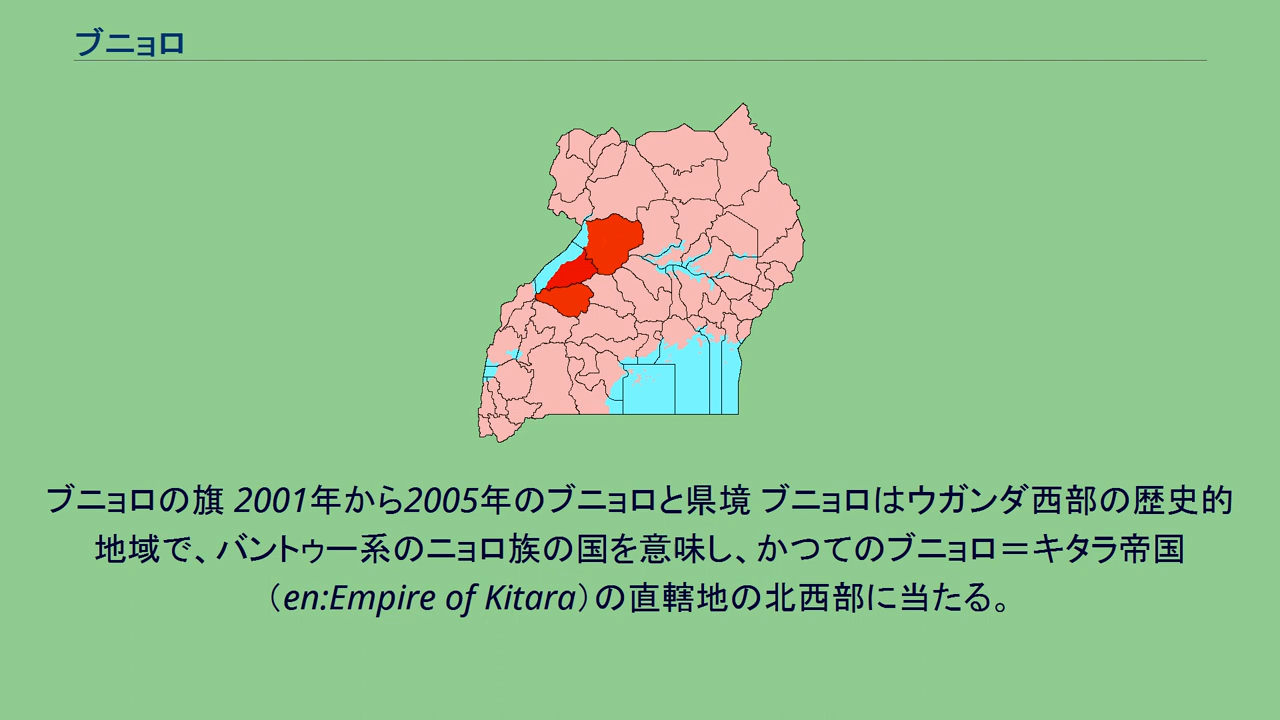 ブニョロ
ブニョロの旗 2001年から2005年のブニョロと県境 ブニョロはウガンダ西部の歴史的
地域で、バントゥー系のニョロ族の国を意味し、かつてのブニョロ＝キタラ帝国
（en:Empire of Kitara）の直轄地の北西部に当たる。